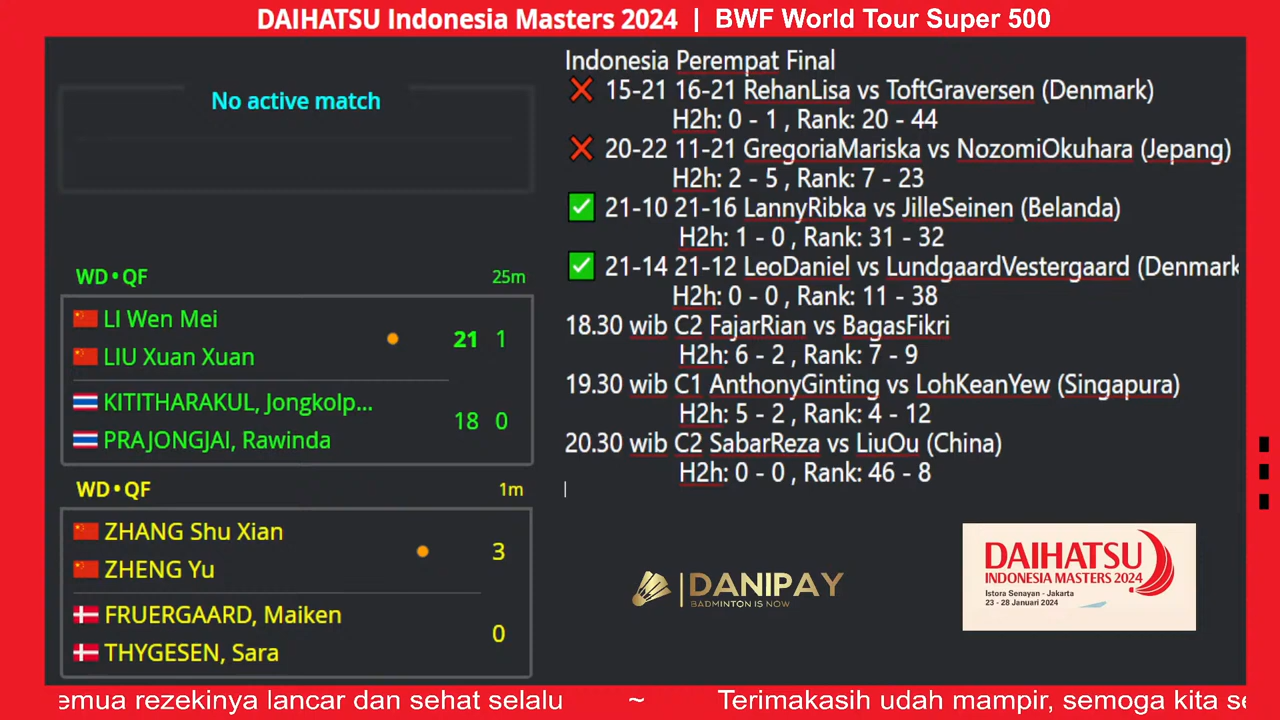 DAIHATSU Indonesia Masters 2024 | BWF World Tour Super 500
No active match
WD • QF 25m
LI Wen Mei
LIU Xuan Xuan
21 1
KITITHARAKUL, Jongkolp...
PRAJONGJAI, Rawinda
18 0
WD • QF 1m
ZHANG Shu Xian
ZHENG Yu
3
FRUERGAARD, Maiken
THYGESEN, Sara
0
Indonesia Perempat Final
❌ 15-21 16-21 RehanLisa vs ToftGraversen (Denmark)
H2h: 0 - 1 , Rank: 20 - 44
❌ 20-22 11-21 GregoriaMariska vs NozomiOkuhara (Jepang)
H2h: 2 - 5 , Rank: 7 - 23
✅ 21-10 21-16 LannyRibka vs JilleSeinen (Belanda)
H2h: 1 - 0 , Rank: 31 - 32
✅ 21-14 21-12 LeoDaniel vs LundgaardVestergaard (Denmark
H2h: 0 - 0 , Rank: 11 - 38
18.30 wib C2 FajarRian vs BagasFikri
H2h: 6 - 2 , Rank: 7 - 9
19.30 wib C1 AnthonyGinting vs LohKeanYew (Singapura)
H2h: 5 - 2 , Rank: 4 - 12
20.30 wib C2 SabarReza vs LiuOu (China)
H2h: 0 - 0 , Rank: 46 - 8
DANIPAY
BADMINTON IS NOW
DAIHATSU
INDONESIA MASTERS 2024
Istora Senayan - Jakarta
23 - 28 Januari 2024
emua rezekinya lancar dan sehat selalu ~ Terimakasih udah mampir, semoga kita se